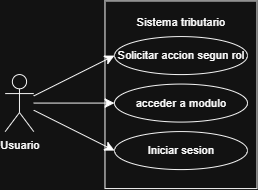 Sistema tributario
Solicitar accion segun rol
acceder a modulo
Usuario
Iniciar sesion